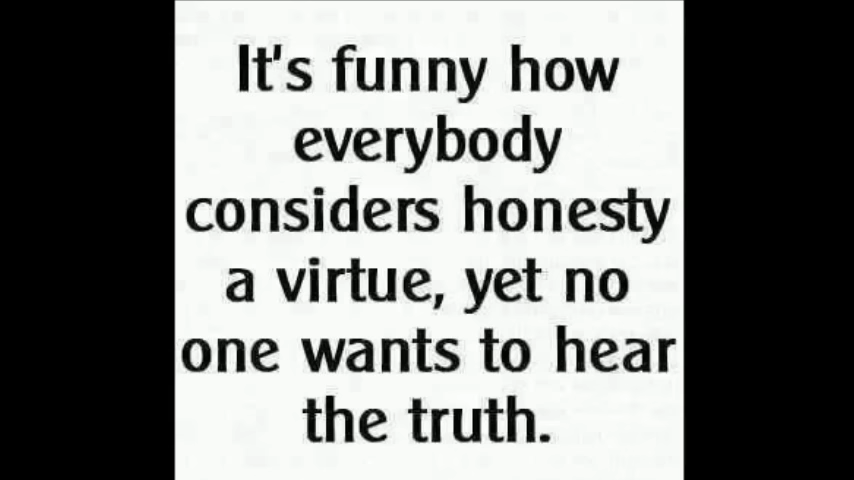 It's funny how
everybody
considers honesty
a virtue, yet no
one wants to hear
the truth.